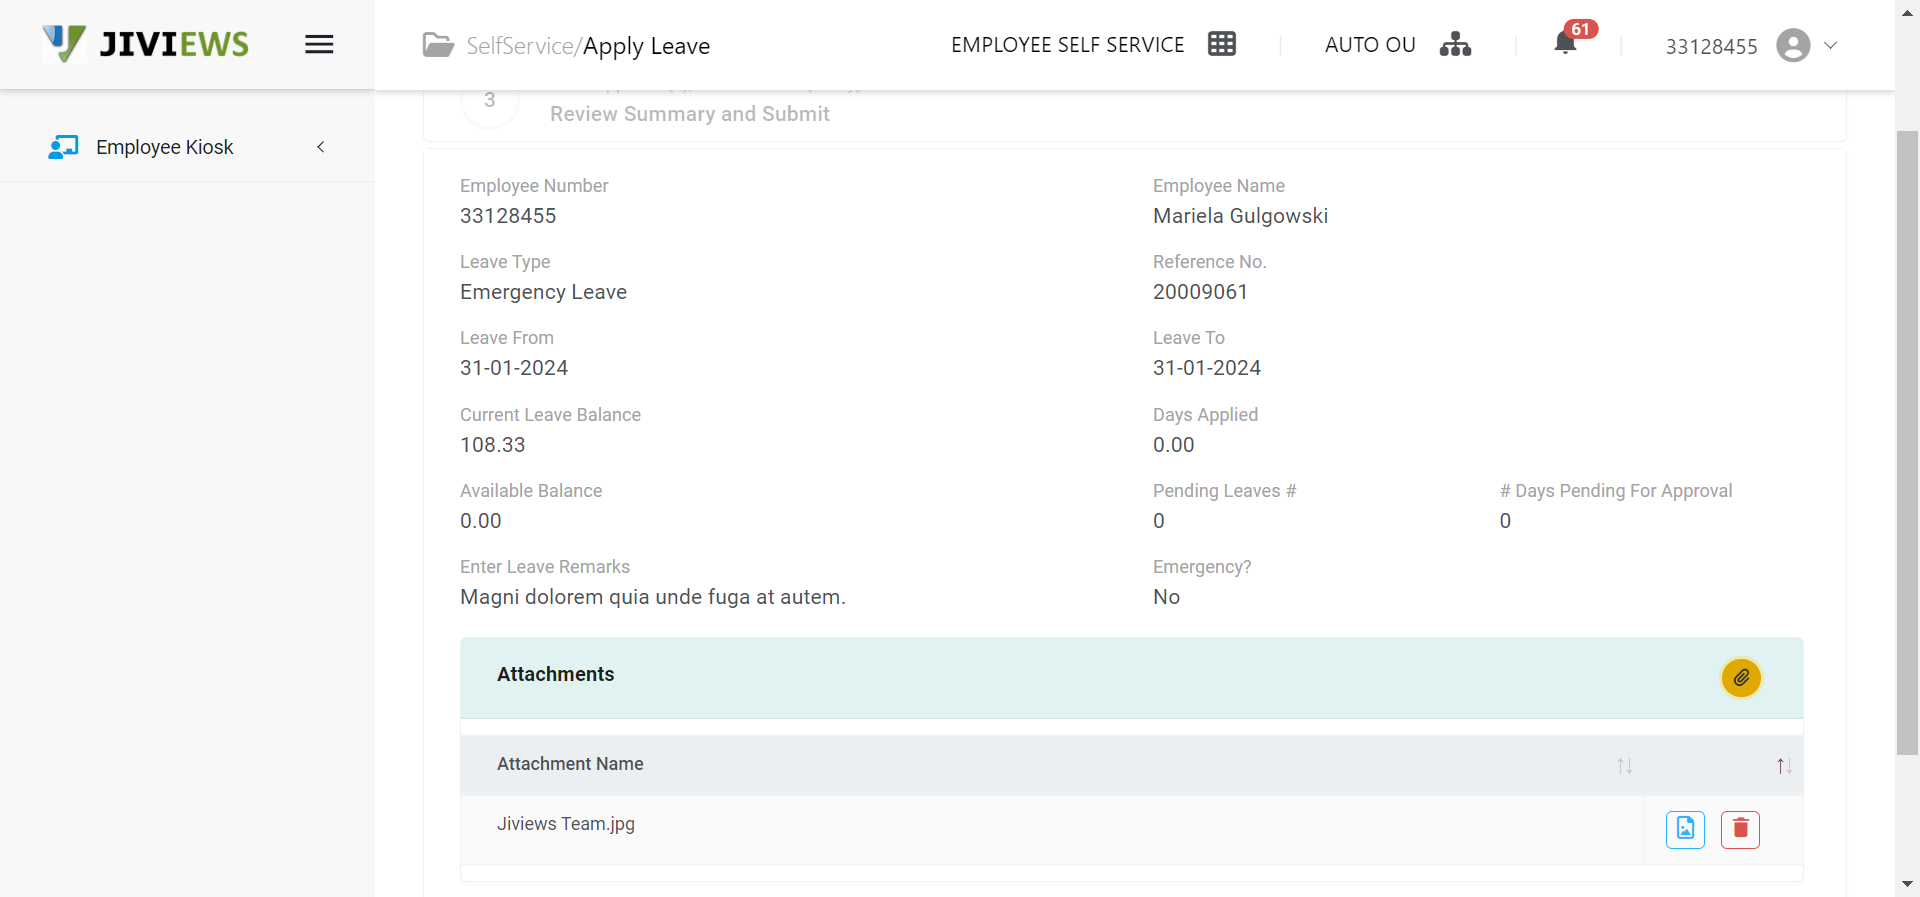 JIVIEWS
SelfService/Apply Leave
EMPLOYEE SELF SERVICE
AUTO OU
61
33128455
Employee Kiosk
3
Review Summary and Submit
Employee Number
33128455
Employee Name
Mariela Gulgowski
Leave Type
Emergency Leave
Reference No.
20009061
Leave From
31-01-2024
Leave To
31-01-2024
Current Leave Balance
108.33
Days Applied
0.00
Available Balance
0.00
Pending Leaves #
0
# Days Pending For Approval
0
Enter Leave Remarks
Magni dolorem quia unde fuga at autem.
Emergency?
No
Attachments
Attachment Name
Jiviews Team.jpg